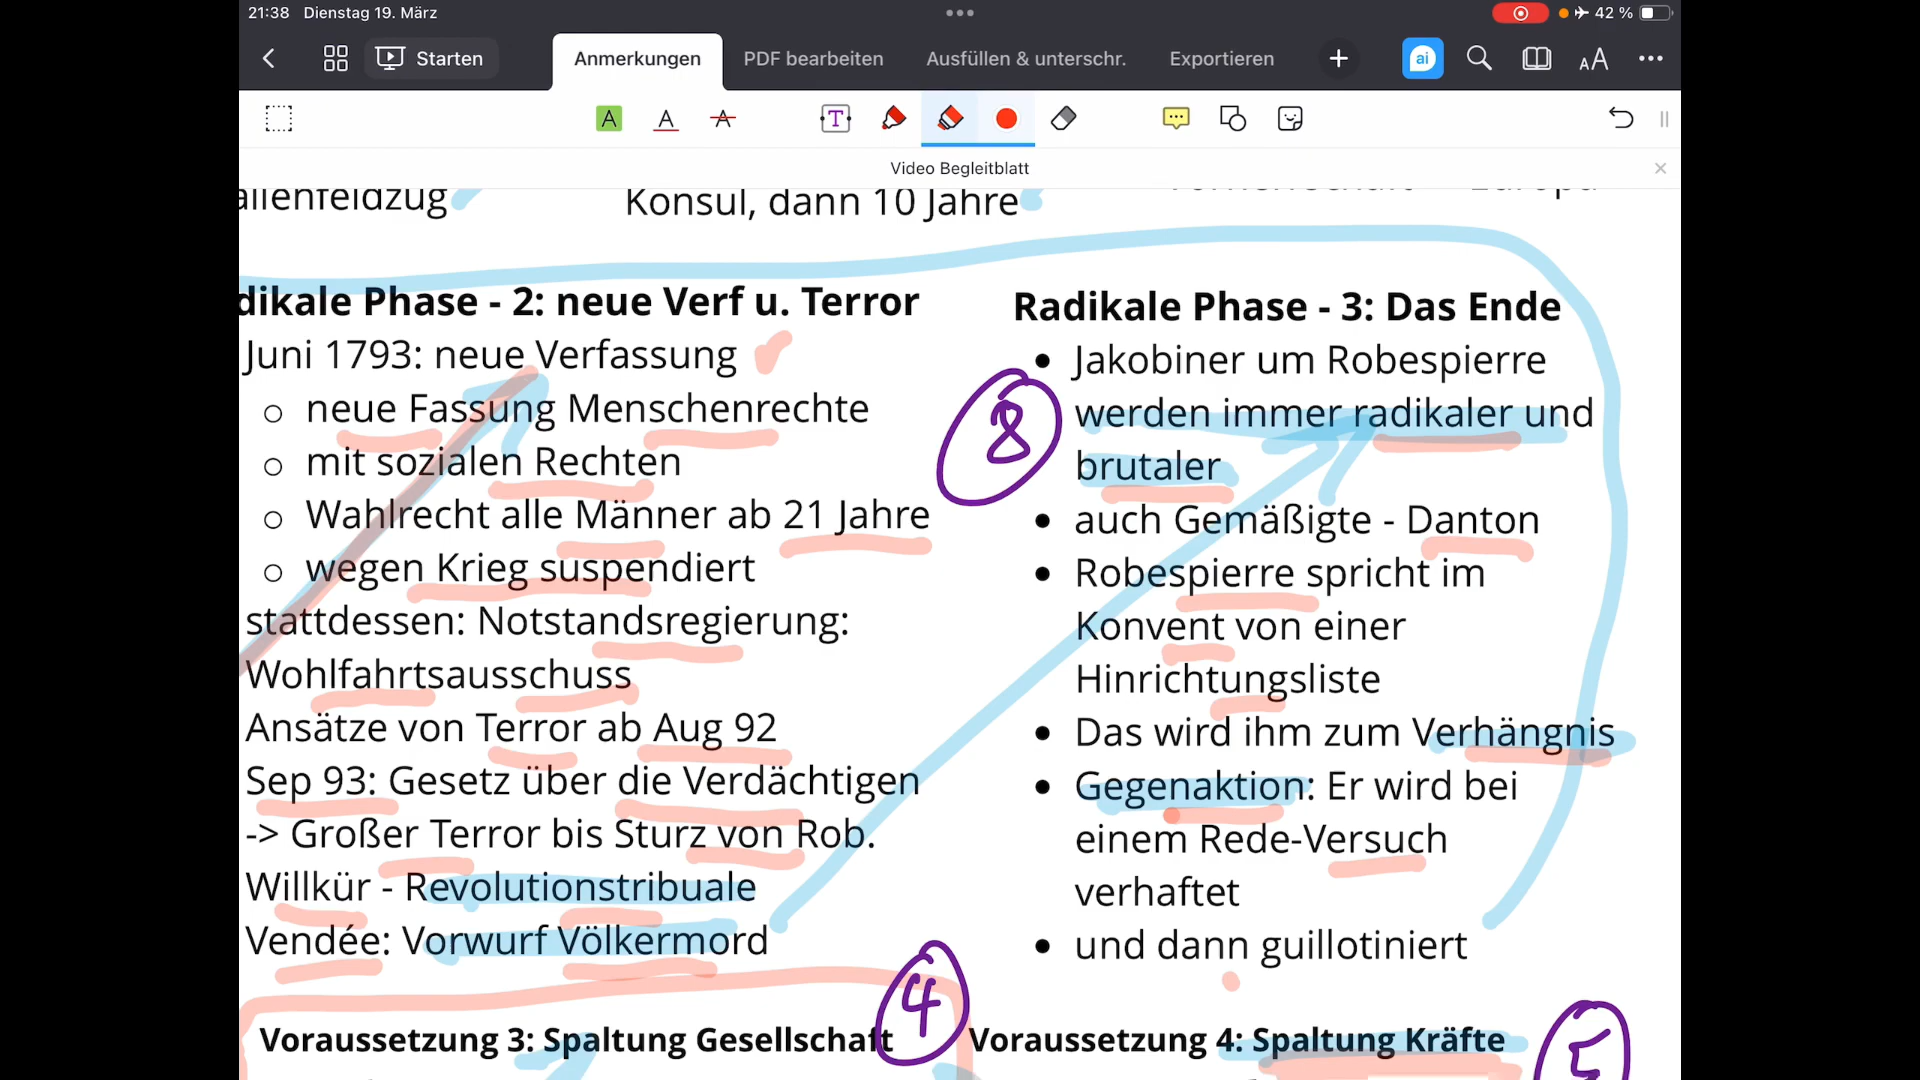 21:38 Dienstag 19. März
42 %
Starten
Anmerkungen
PDF bearbeiten
Ausfüllen & unterschr.
Exportieren
ai
AA
A A A T
Video Begleitblatt
allenfeldzug
Konsul, dann 10 Jahre
dikale Phase - 2: neue Verf u. Terror
Juni 1793: neue Verfassung
neue Fassung Menschenrechte
mit sozialen Rechten
Wahlrecht alle Männer ab 21 Jahre
wegen Krieg suspendiert
stattdessen: Notstandsregierung:
Wohlfahrtsausschuss
Ansätze von Terror ab Aug 92
Sep 93: Gesetz über die Verdächtigen
-> Großer Terror bis Sturz von Rob.
Willkür - Revolutionstribuale
Vendée: Vorwurf Völkermord
8
Radikale Phase - 3: Das Ende
Jakobiner um Robespierre
werden immer radikaler und
brutaler
auch Gemäßigte - Danton
Robespierre spricht im
Konvent von einer
Hinrichtungsliste
Das wird ihm zum Verhängnis
Gegenaktion: Er wird bei
einem Rede-Versuch
verhaftet
und dann guillotiniert
4
Voraussetzung 3: Spaltung Gesellschaft
Voraussetzung 4: Spaltung Kräfte
5